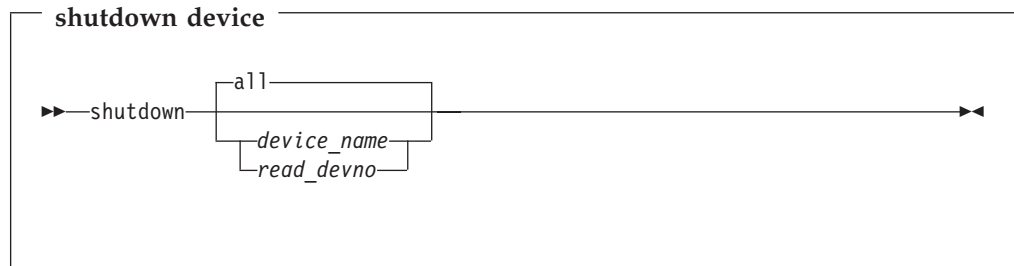 shutdown device
all
shutdown
device_name
read_devno